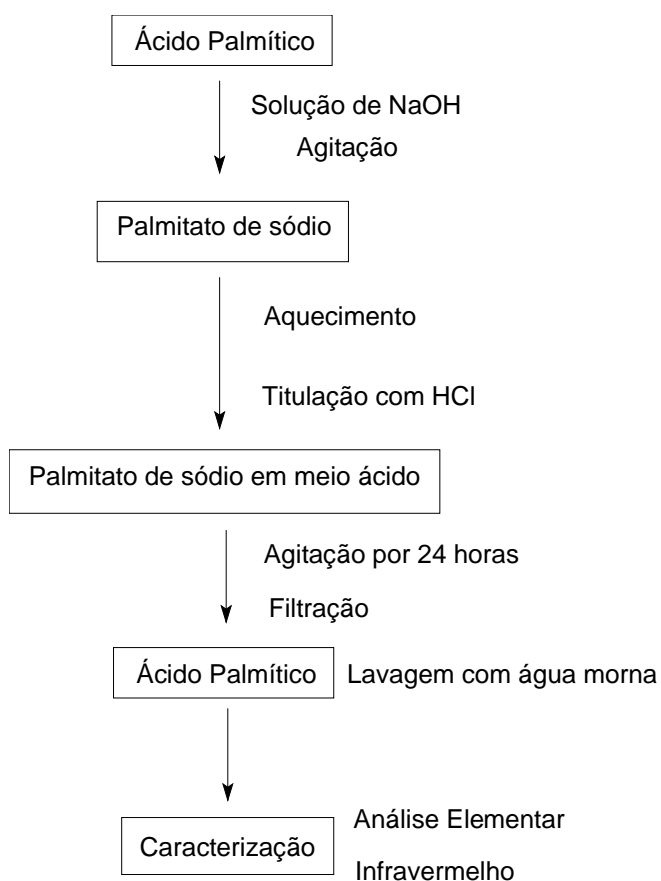 Ácido Palmítico
Solução de NaOH
Agitação
Palmitato de sódio
Aquecimento
Titulação com HCl
Palmitato de sódio em meio ácido
Agitação por 24 horas
Filtração
Ácido Palmítico
Lavagem com água morna
Caracterização
Análise Elementar
Infravermelho